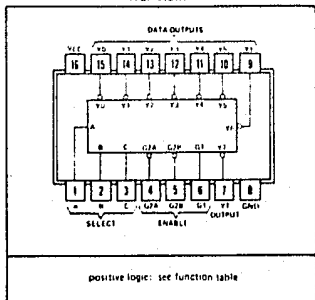 DATA OUTPUTS
VCC Y0 Y1 Y2 Y3 Y4 Y5 Y6
16 15 14 13 12 11 10 9
Y0 Y1 Y2 Y3 Y4 Y5
A Y6
B C G2A G2B G1 Y7
1 2 3 4 5 6 7 8
A B C G2A G2B G1 Y7 GND
SELECT ENABLE OUTPUT
positive logic: see function table